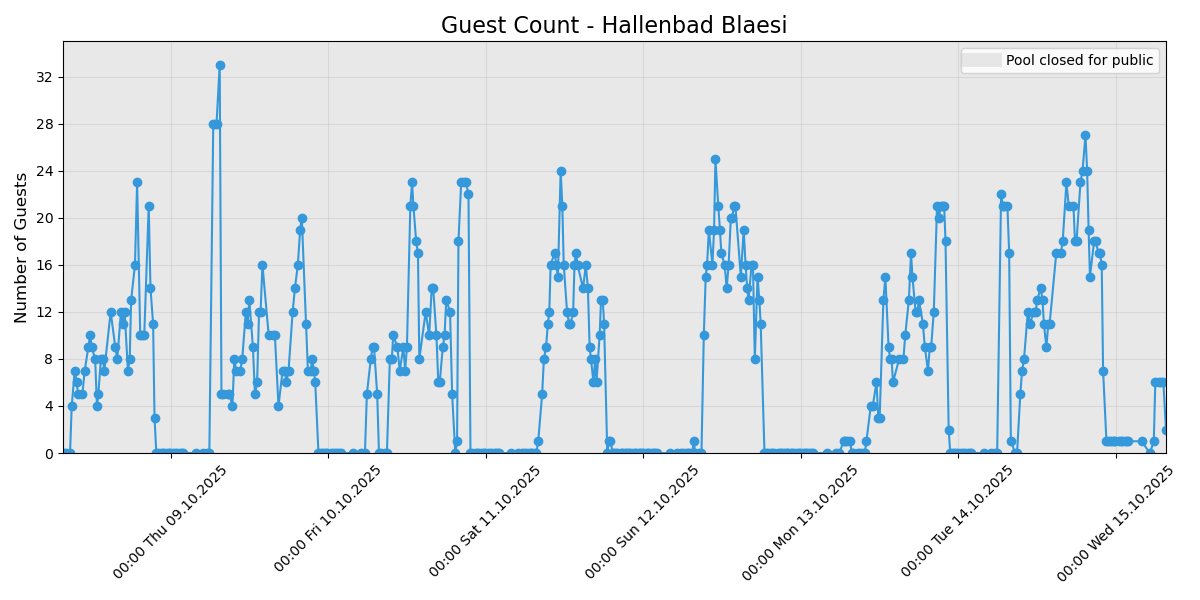 Guest Count - Hallenbad Blaesi
Pool closed for public
Number of Guests
32
28
24
20
16
12
8
4
0
00:00 Thu 09.10.2025
00:00 Fri 10.10.2025
00:00 Sat 11.10.2025
00:00 Sun 12.10.2025
00:00 Mon 13.10.2025
00:00 Tue 14.10.2025
00:00 Wed 15.10.2025